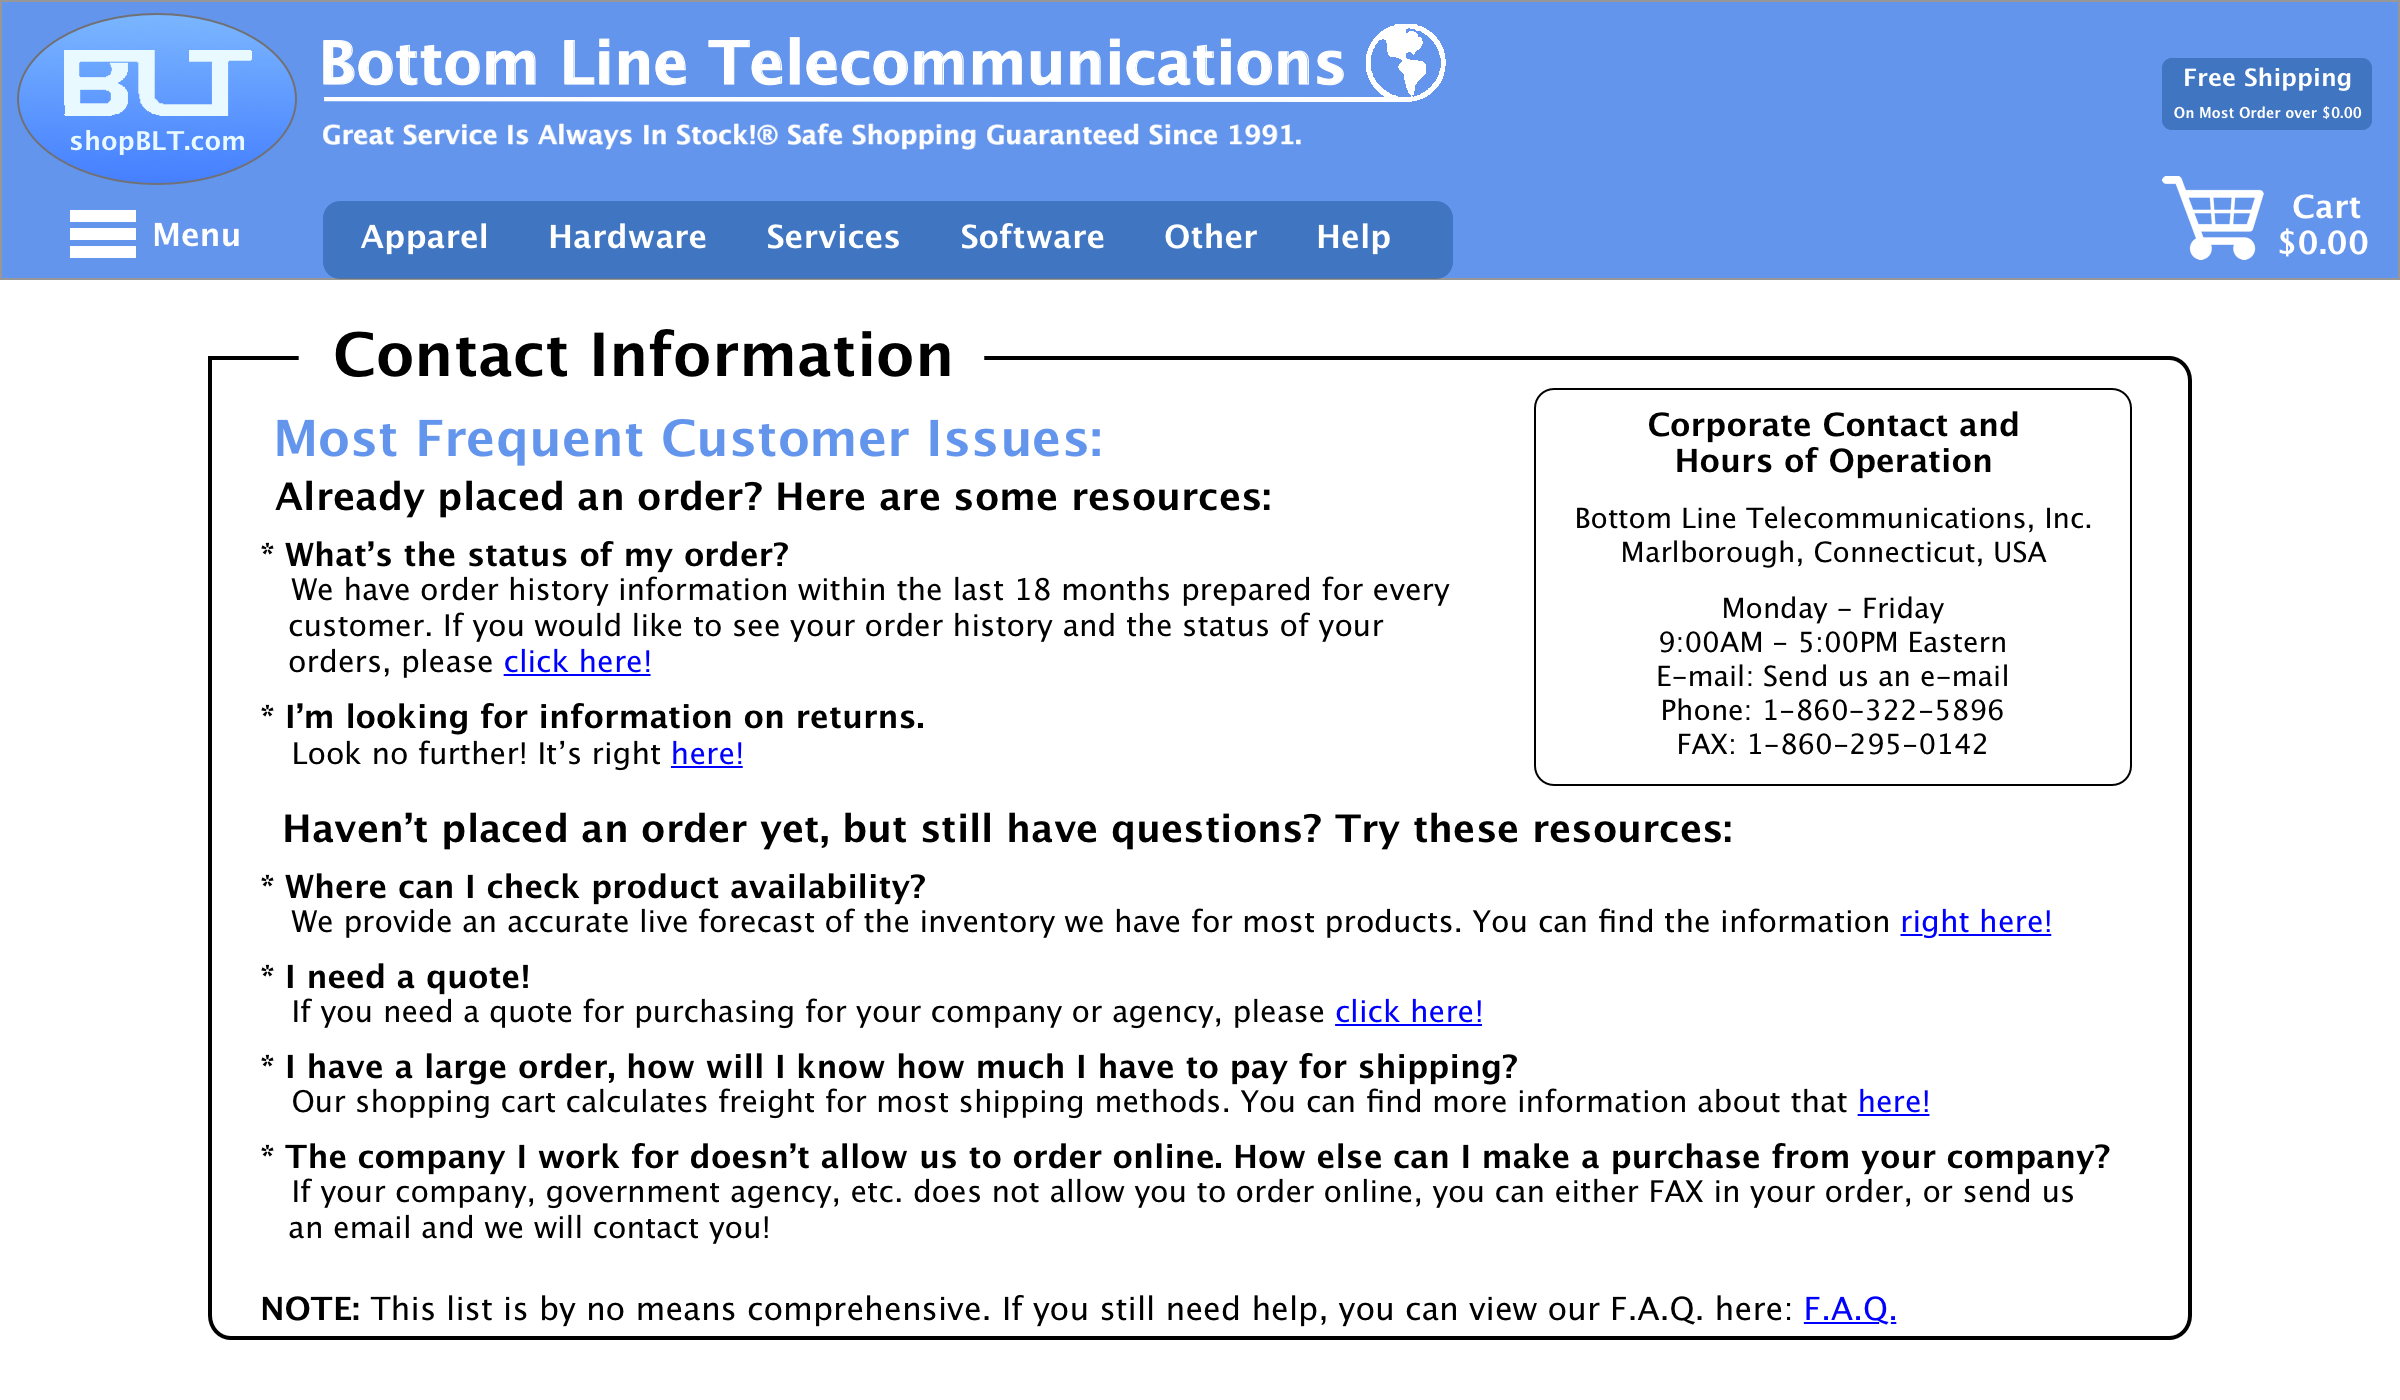 BLT
shopBLT.com
Bottom Line Telecommunications
Great Service Is Always In Stock!® Safe Shopping Guaranteed Since 1991.
Free Shipping
On Most Order over $0.00
Menu
Apparel Hardware Services Software Other Help
Cart
$0.00
Contact Information
Most Frequent Customer Issues:
Already placed an order? Here are some resources:
* What’s the status of my order?
We have order history information within the last 18 months prepared for every
customer. If you would like to see your order history and the status of your
orders, please click here!
* I’m looking for information on returns.
Look no further! It’s right here!
Corporate Contact and
Hours of Operation
Bottom Line Telecommunications, Inc.
Marlborough, Connecticut, USA
Monday - Friday
9:00AM - 5:00PM Eastern
E-mail: Send us an e-mail
Phone: 1-860-322-5896
FAX: 1-860-295-0142
Haven’t placed an order yet, but still have questions? Try these resources:
* Where can I check product availability?
We provide an accurate live forecast of the inventory we have for most products. You can find the information right here!
* I need a quote!
If you need a quote for purchasing for your company or agency, please click here!
* I have a large order, how will I know how much I have to pay for shipping?
Our shopping cart calculates freight for most shipping methods. You can find more information about that here!
* The company I work for doesn’t allow us to order online. How else can I make a purchase from your company?
If your company, government agency, etc. does not allow you to order online, you can either FAX in your order, or send us
an email and we will contact you!
NOTE: This list is by no means comprehensive. If you still need help, you can view our F.A.Q. here: F.A.Q.